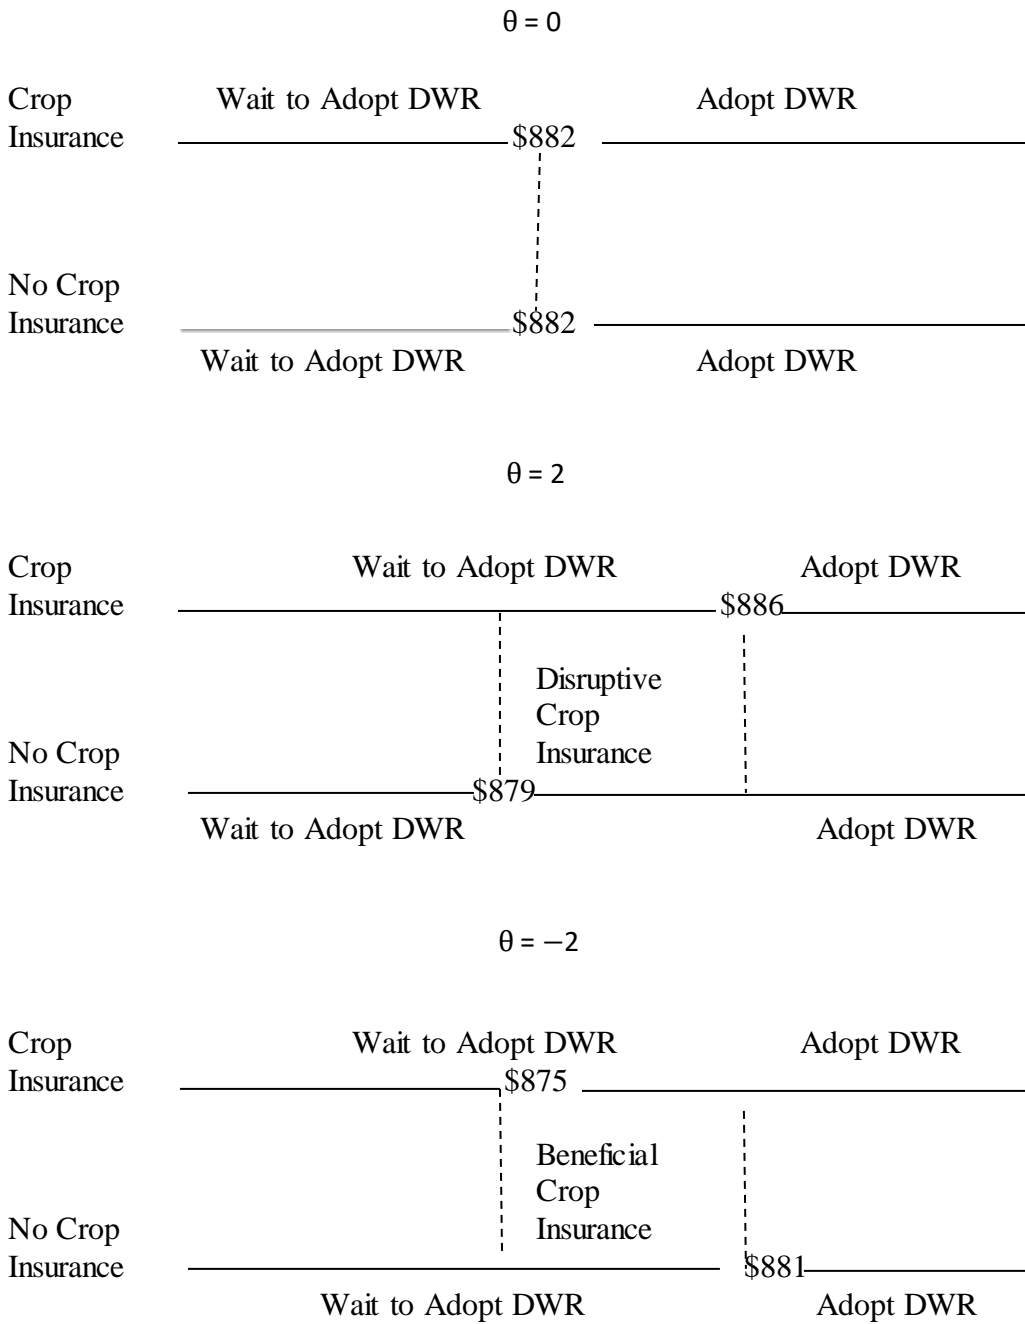 θ = 0
Crop Wait to Adopt DWR Adopt DWR
Insurance $882
No Crop
Insurance $882
Wait to Adopt DWR Adopt DWR
θ = 2
Crop Wait to Adopt DWR Adopt DWR
Insurance $886
Disruptive
Crop
No Crop Insurance
Insurance $879
Wait to Adopt DWR Adopt DWR
θ = −2
Crop Wait to Adopt DWR Adopt DWR
Insurance $875
Beneficial
Crop
No Crop Insurance
Insurance $881
Wait to Adopt DWR Adopt DWR